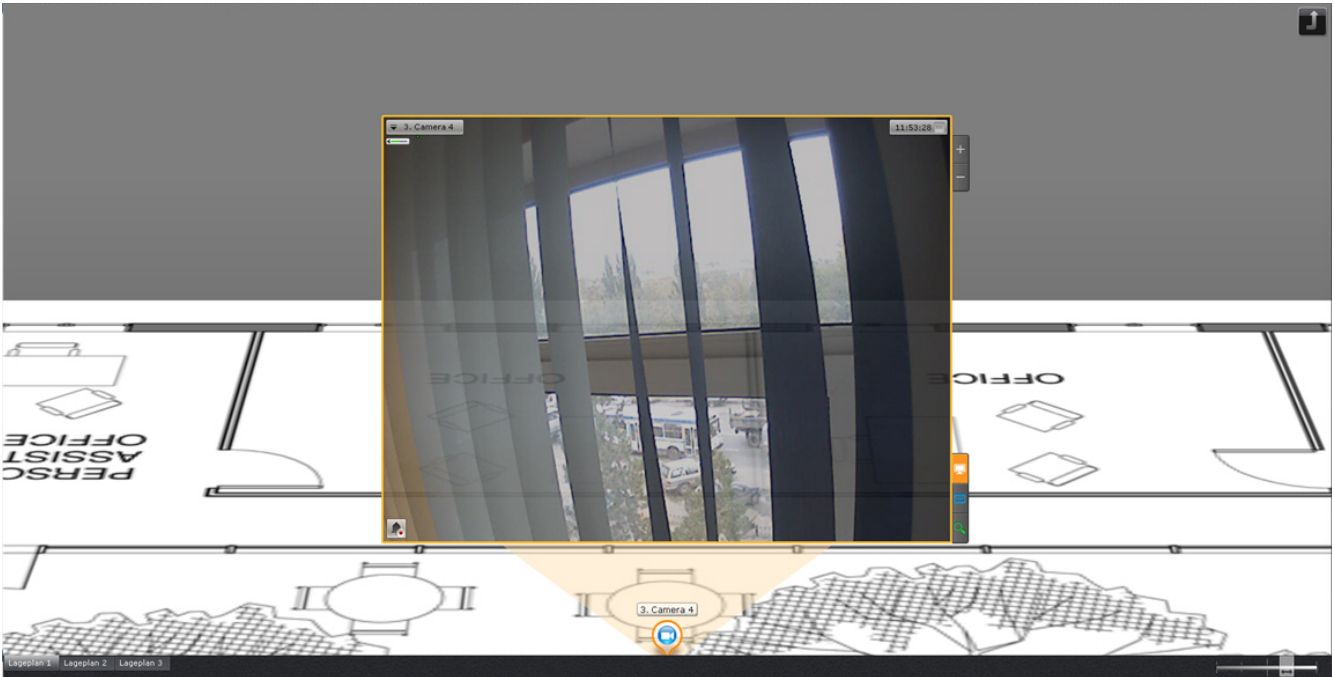 3. Camera 4
11:53:28
OFFICE
OFFICE
PERSO
ASSIST
OFFICE
3. Camera 4
Lageplan 1
Lageplan 2
Lageplan 3